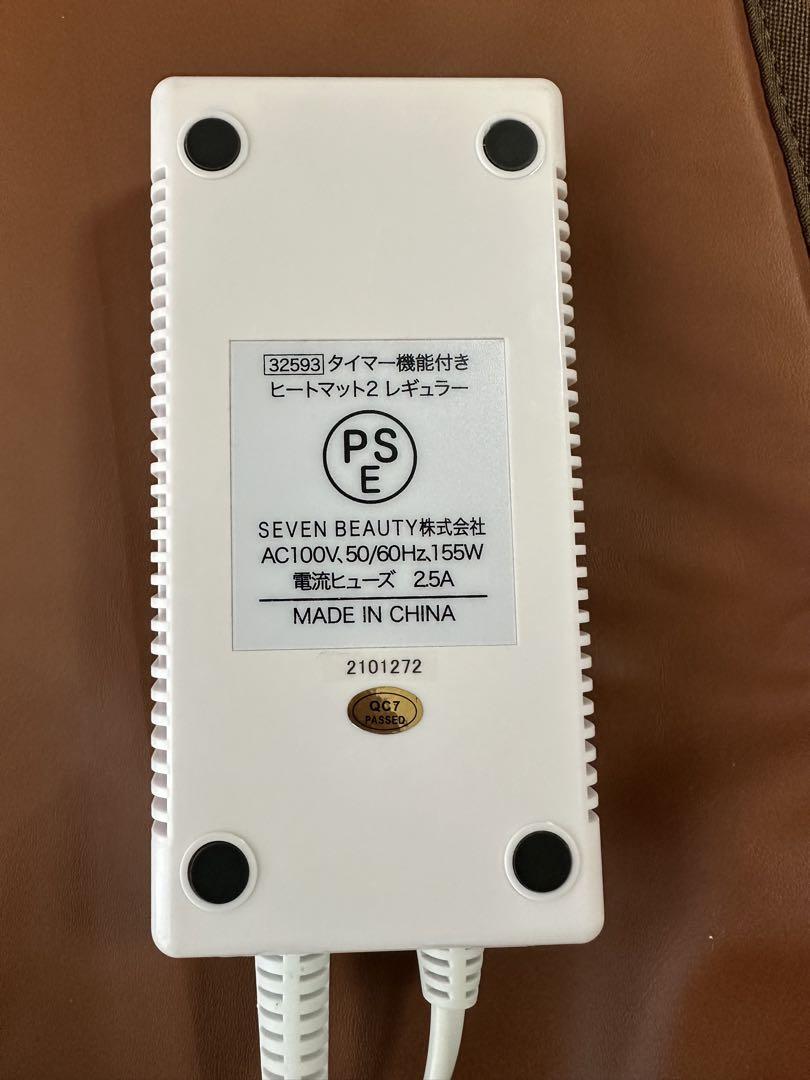 32593 タイマー機能付き
ヒートマット2 レギュラー
PS
E
SEVEN BEAUTY株式会社
AC100V、50/60Hz、155W
電流ヒューズ 2.5A
MADE IN CHINA
2101272
QC7
PASSED